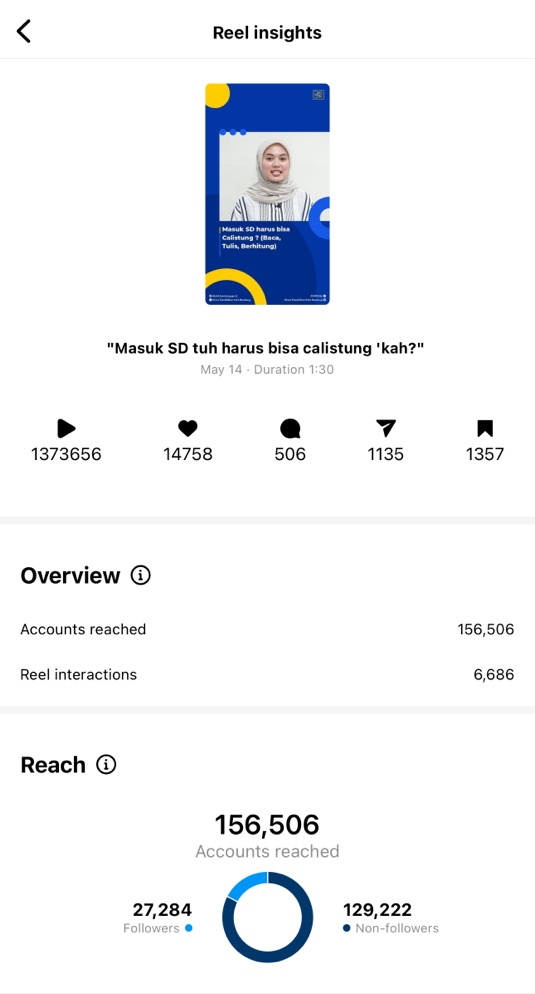 Reel insights
Masuk SD harus bisa
Calistung ? (Baca,
Tulis, Berhitung)
"Masuk SD tuh harus bisa calistung 'kah?"
May 14 · Duration 1:30
1373656
14758
506
1135
1357
Overview
Accounts reached
156,506
Reel interactions
6,686
Reach
156,506
Accounts reached
27,284
Followers
129,222
Non-followers